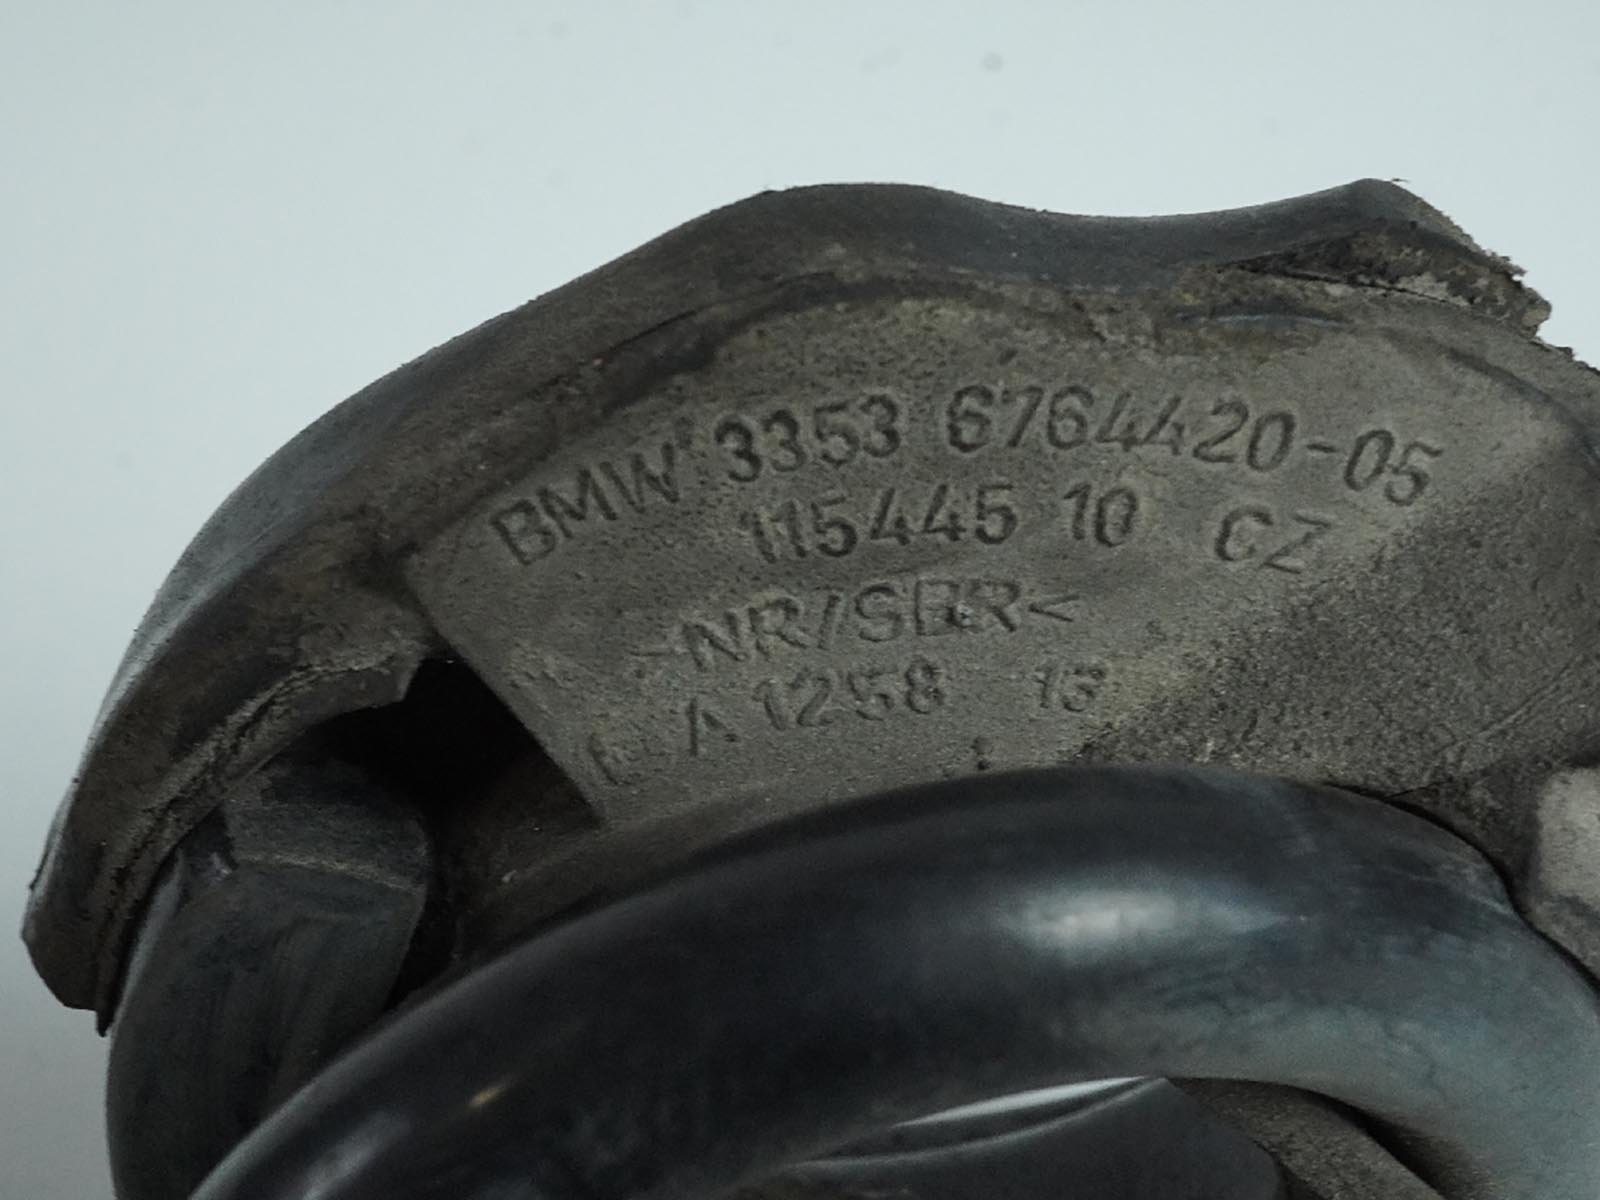 BMW 3353 6764420-05
115445 10 CZ
>NR/SBR<
A 1258 13